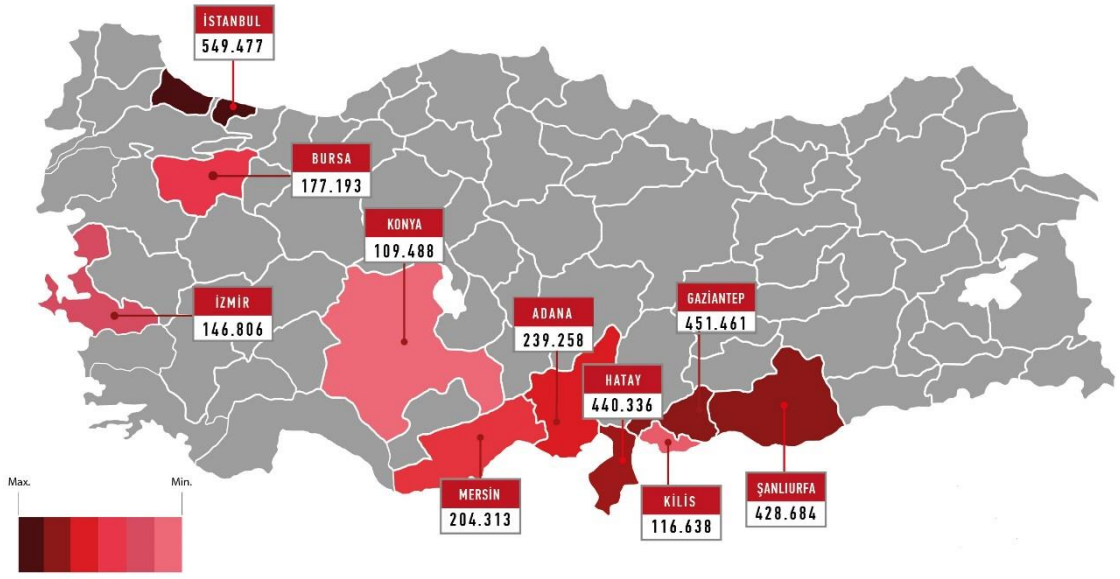 İSTANBUL
549.477
BURSA
177.193
KONYA
109.488
İZMİR
146.806
ADANA
239.258
GAZİANTEP
451.461
HATAY
440.336
MERSİN
204.313
KİLİS
116.638
ŞANLIURFA
428.684
Max.
Min.